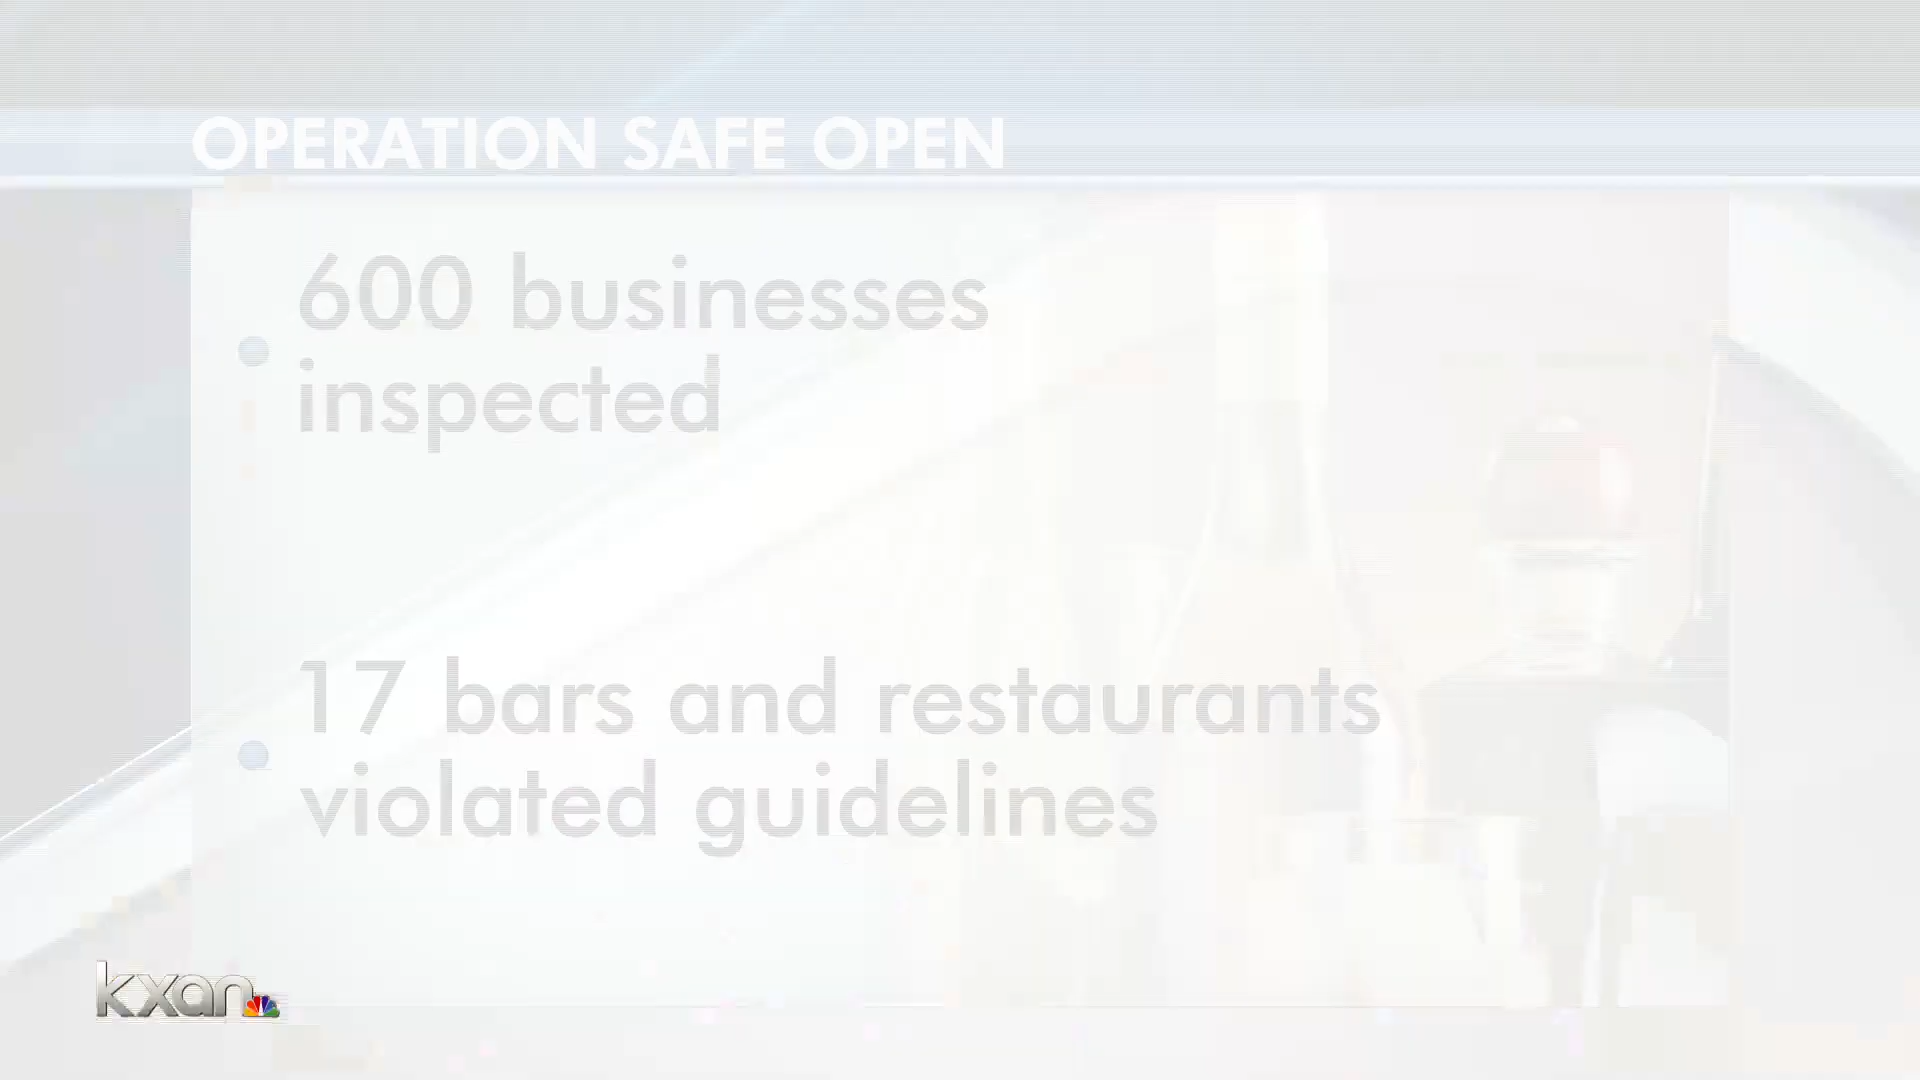 OPERATION SAFE OPEN
600 businesses
inspected
17 bars and restaurants
violated guidelines
kxan